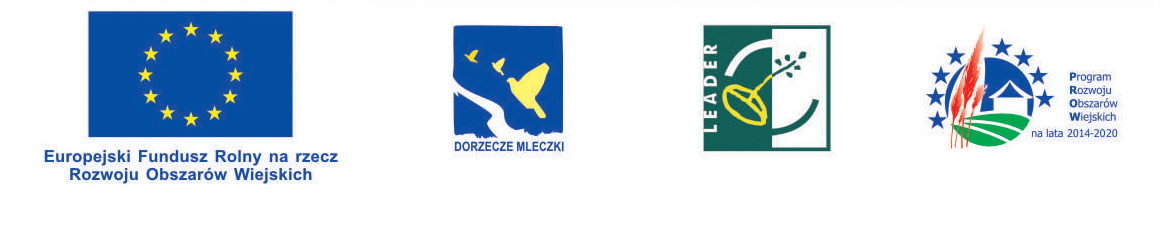 Europejski Fundusz Rolny na rzecz
Rozwoju Obszarów Wiejskich
DORZECZE MLECZKI
LEADER
Program
Rozwoju
Obszarów
Wiejskich
na lata 2014-2020